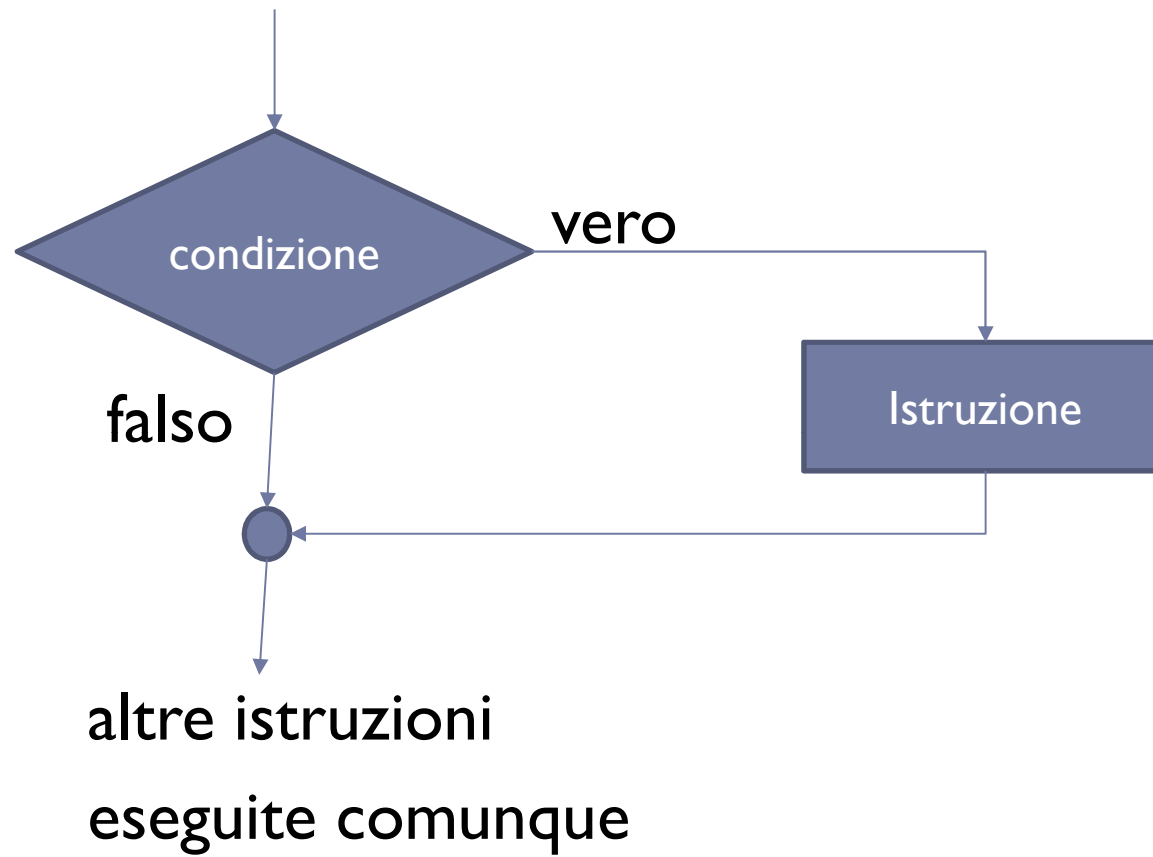 condizione
vero
falso
Istruzione
altre istruzioni
eseguite comunque